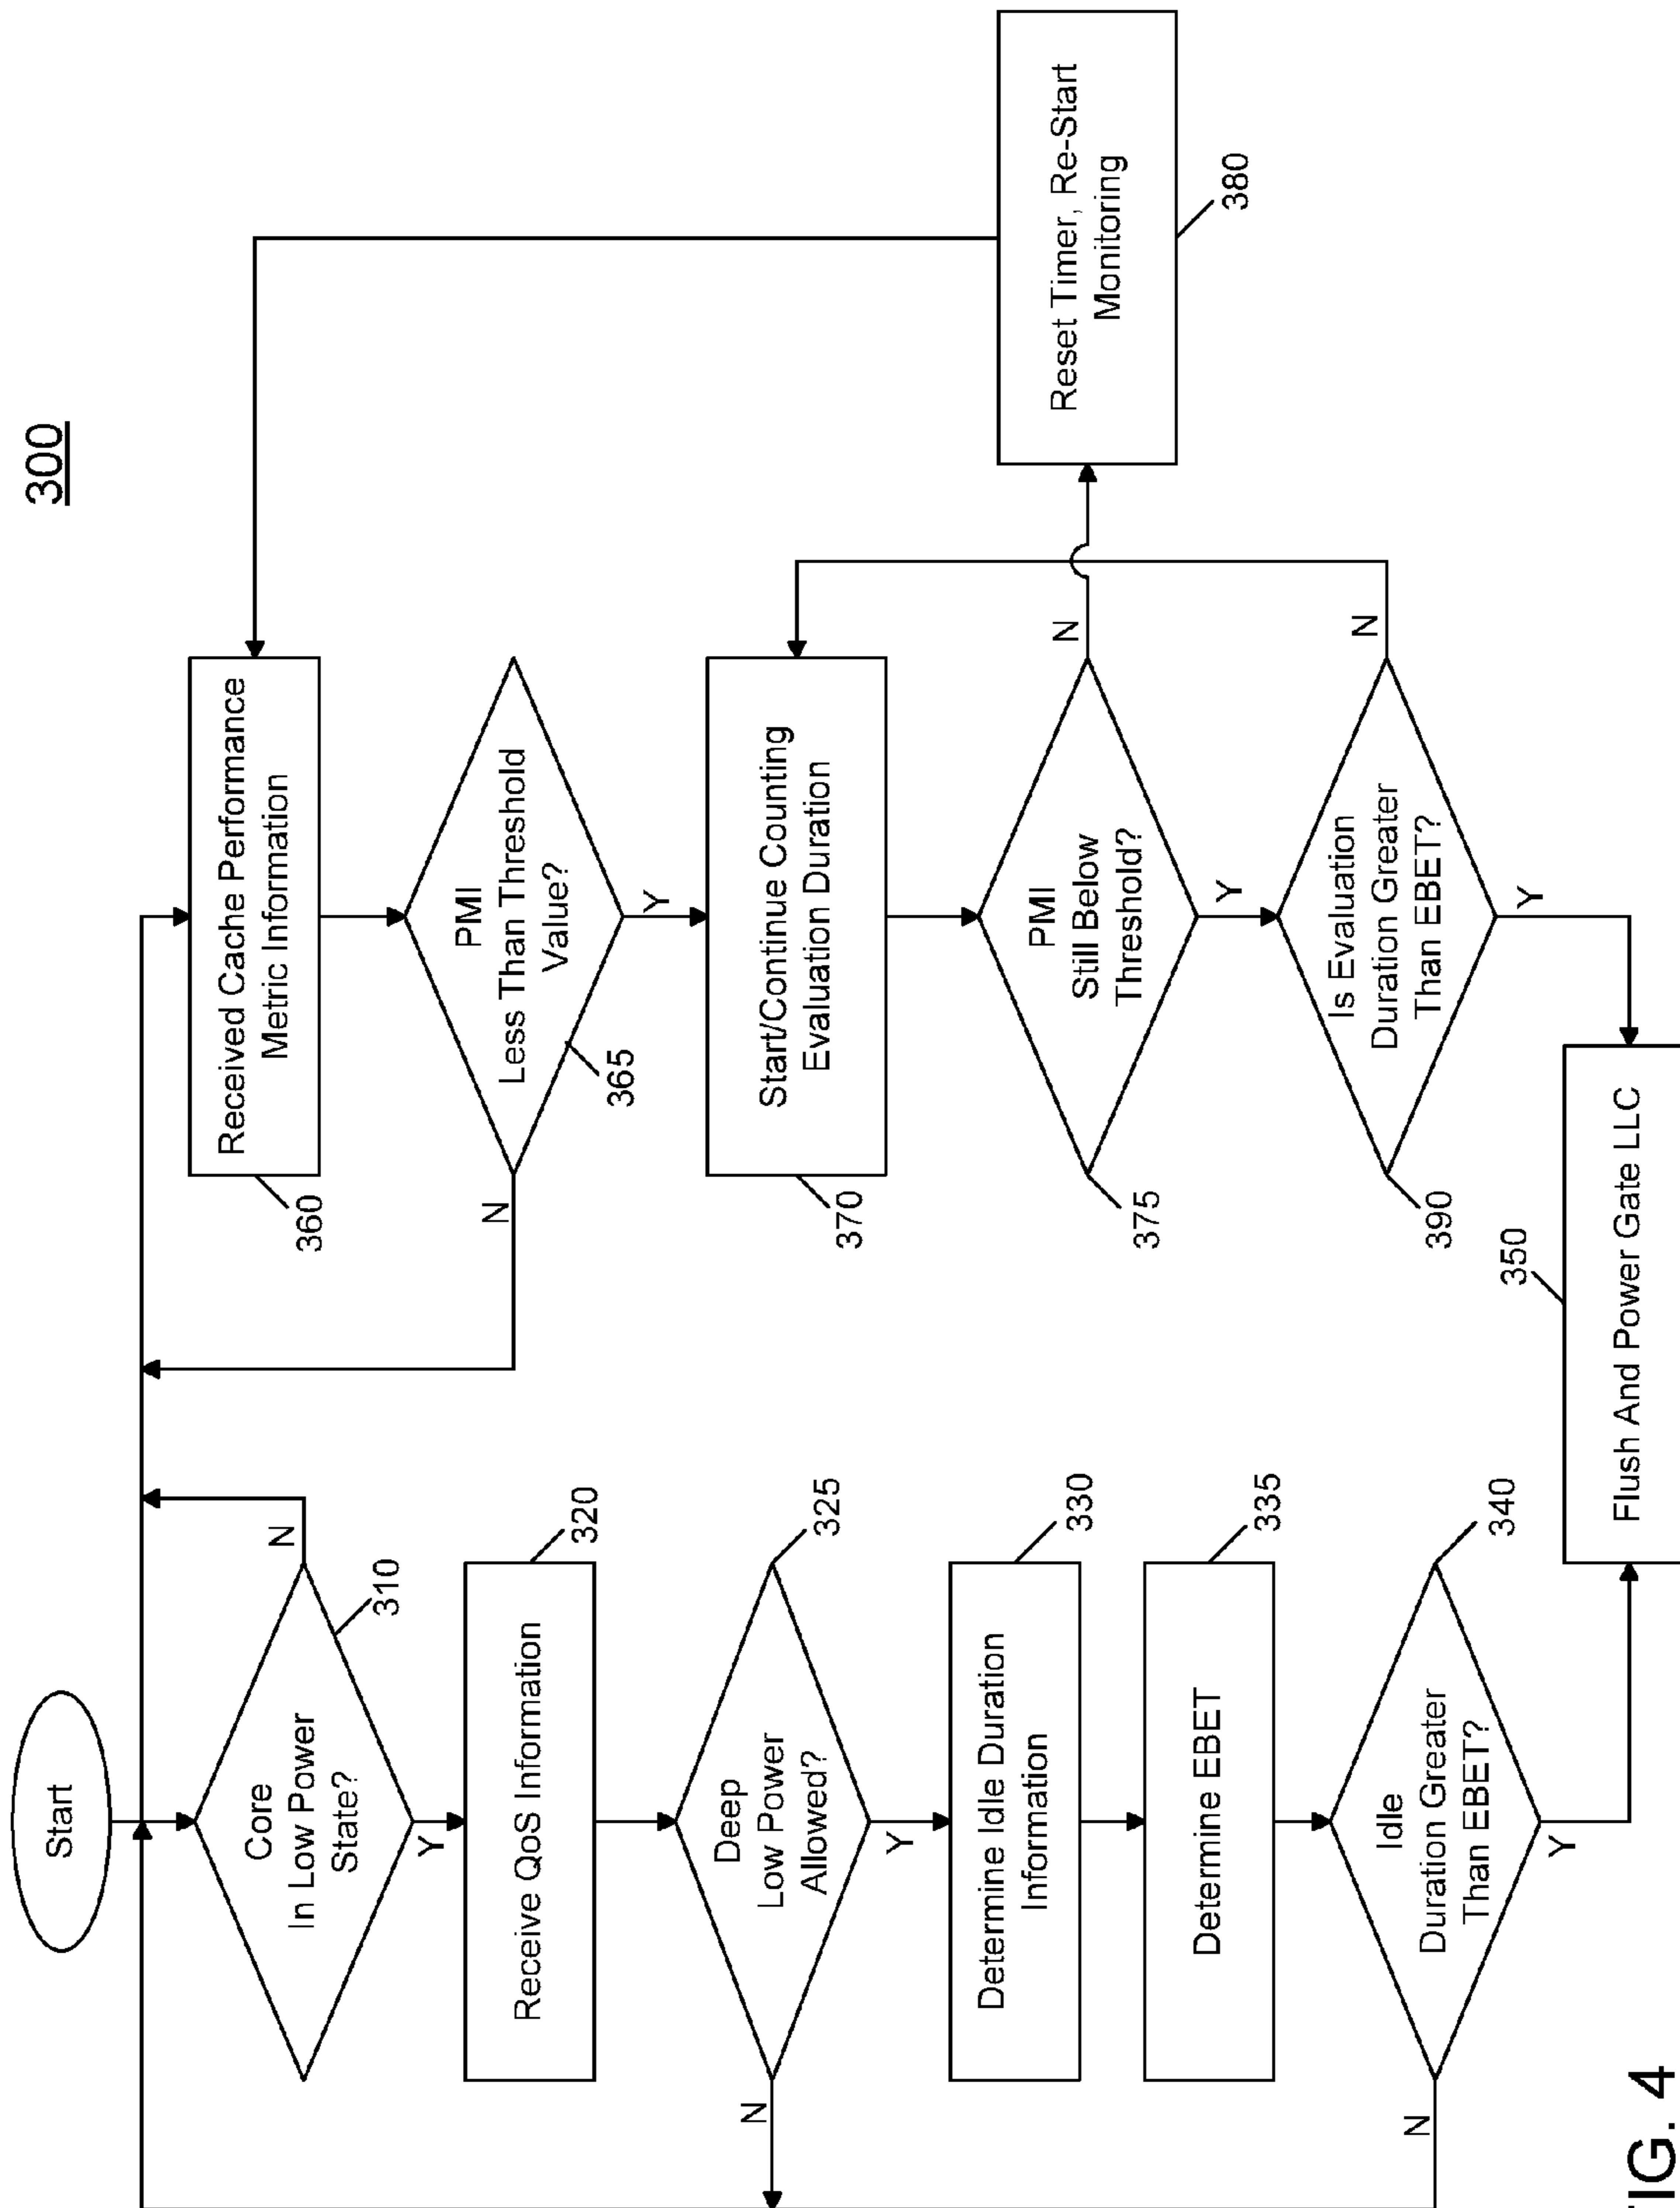 300
Start
Core
In Low Power
State?
N
310
Y
Receive QoS Information
320
Deep
Low Power
Allowed?
325
N
Y
Determine Idle Duration
Information
330
Determine EBET
335
Idle
Duration Greater
Than EBET?
340
N
Y
Received Cache Performance
Metric Information
360
PMI
Less Than Threshold
Value?
365
N
Y
Start/Continue Counting
Evaluation Duration
370
PMI
Still Below
Threshold?
375
N
Y
Is Evaluation
Duration Greater
Than EBET?
390
N
Y
Reset Timer, Re-Start
Monitoring
380
Flush And Power Gate LLC
350
FIG. 4